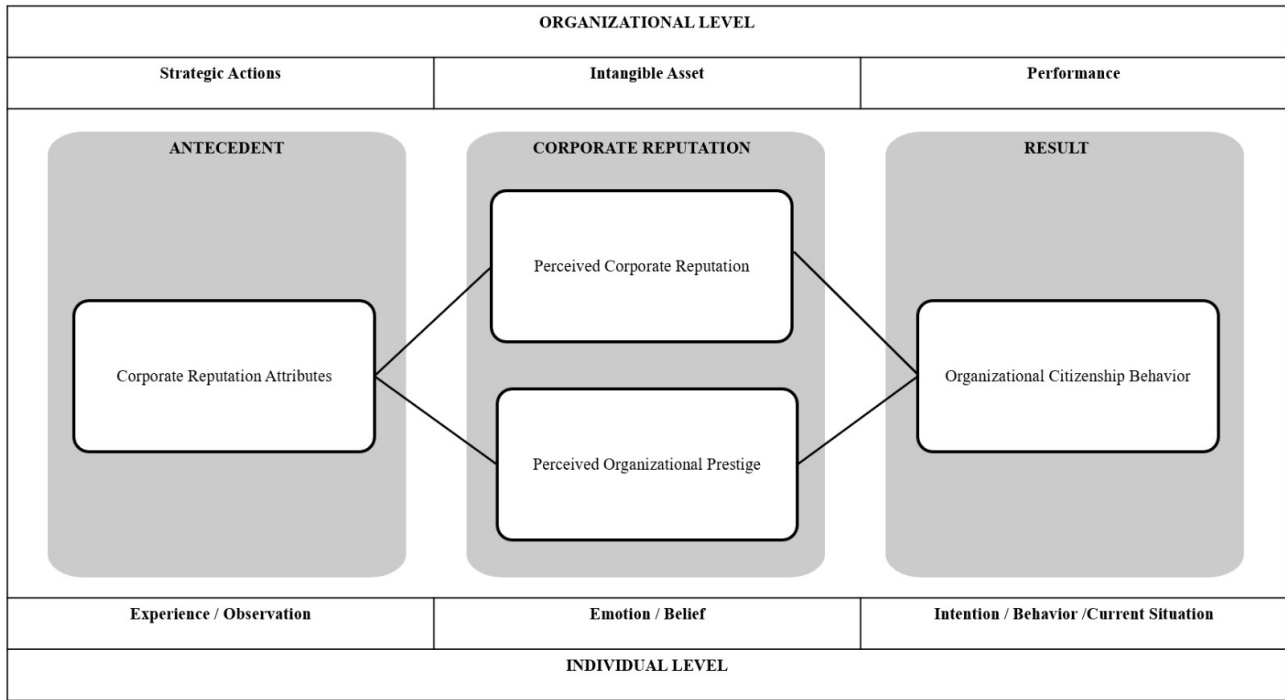 ORGANIZATIONAL LEVEL
Strategic Actions
Intangible Asset
Performance
ANTECEDENT
CORPORATE REPUTATION
RESULT
Perceived Corporate Reputation
Corporate Reputation Attributes
Organizational Citizenship Behavior
Perceived Organizational Prestige
Experience / Observation
Emotion / Belief
Intention / Behavior /Current Situation
INDIVIDUAL LEVEL